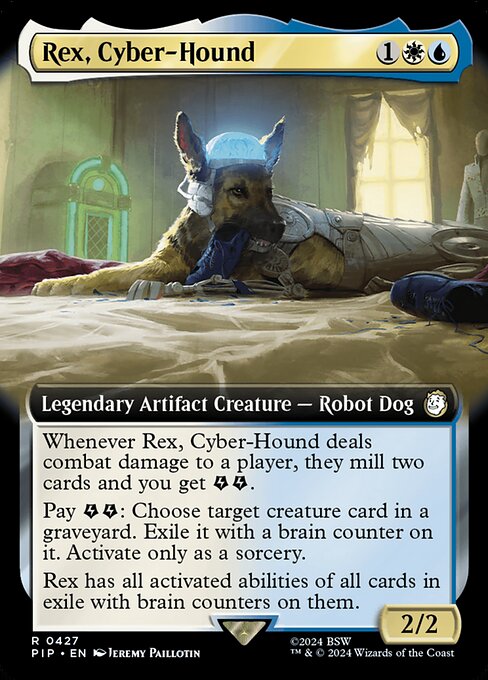 Rex, Cyber-Hound 1
Legendary Artifact Creature — Robot Dog
Whenever Rex, Cyber-Hound deals
combat damage to a player, they mill two
cards and you get.
Pay: Choose target creature card in a
graveyard. Exile it with a brain counter on
it. Activate only as a sorcery.
Rex has all activated abilities of all cards in
exile with brain counters on them.
2/2
R 0427
PIP • EN Jeremy Paillotin
©2024 BSW
™ & © 2024 Wizards of the Coast